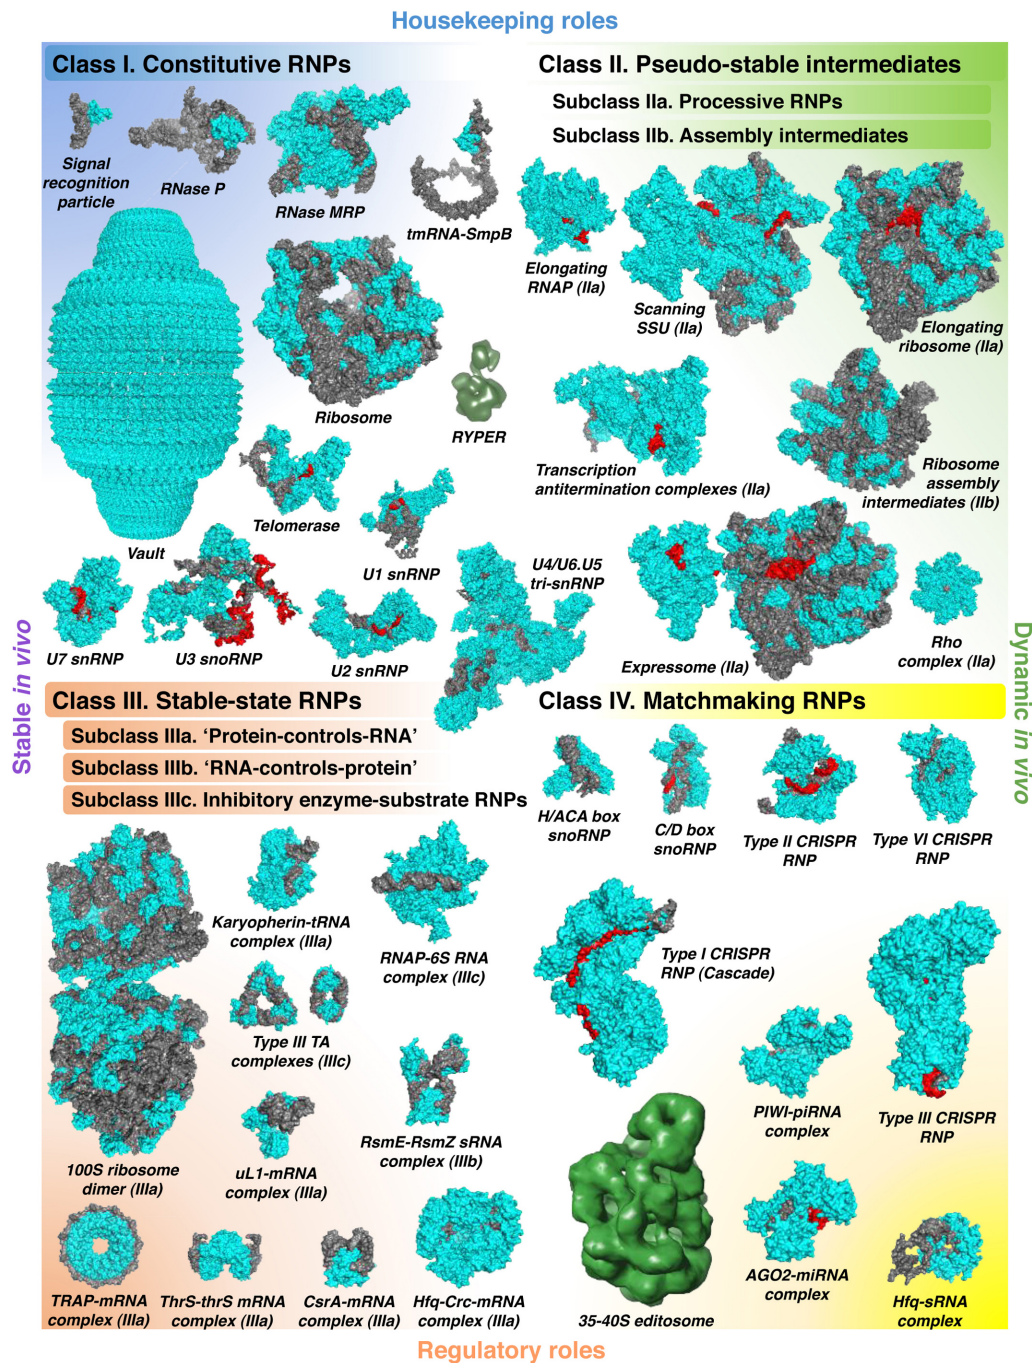 Housekeeping roles
Class I. Constitutive RNPs
Signal
recognition
particle
RNase P
RNase MRP
tmRNA-SmpB
Ribosome
RYPER
Telomerase
Vault
U1 snRNP
U4/U6.U5
tri-snRNP
U7 snRNP
U3 snoRNP
U2 snRNP
Class II. Pseudo-stable intermediates
Subclass IIa. Processive RNPs
Subclass IIb. Assembly intermediates
Elongating
RNAP (IIa)
Scanning
SSU (IIa)
Elongating
ribosome (IIa)
Transcription
antitermination complexes (IIa)
Ribosome
assembly
intermediates (IIb)
Expressome (IIa)
Rho
complex (IIa)
Stable in vivo
Dynamic in vivo
Class III. Stable-state RNPs
Subclass IIIa. ‘Protein-controls-RNA’
Subclass IIIb. ‘RNA-controls-protein’
Subclass IIIc. Inhibitory enzyme-substrate RNPs
Karyopherin-tRNA
complex (IIIa)
RNAP-6S RNA
complex (IIIc)
Type III TA
complexes (IIIc)
RsmE-RsmZ sRNA
complex (IIIb)
100S ribosome
dimer (IIIa)
uL1-mRNA
complex (IIIa)
TRAP-mRNA
complex (IIIa)
ThrS-thrS mRNA
complex (IIIa)
CsrA-mRNA
complex (IIIa)
Hfq-Crc-mRNA
complex (IIIa)
Class IV. Matchmaking RNPs
H/ACA box
snoRNP
C/D box
snoRNP
Type II CRISPR
RNP
Type VI CRISPR
RNP
Type I CRISPR
RNP (Cascade)
PIWI-piRNA
complex
Type III CRISPR
RNP
35-40S editosome
AGO2-miRNA
complex
Hfq-sRNA
complex
Regulatory roles